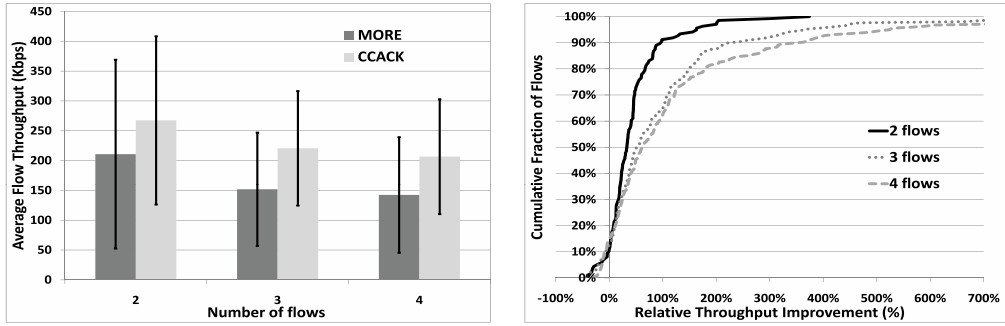 450
400
350
300
250
200
150
100
50
0
Average Flow Throughput (Kbps)
MORE
CCACK
2 3 4
Number of flows
100%
90%
80%
70%
60%
50%
40%
30%
20%
10%
0%
Cumulative Fraction of Flows
2 flows
3 flows
4 flows
-100% 0% 100% 200% 300% 400% 500% 600% 700%
Relative Throughput Improvement (%)